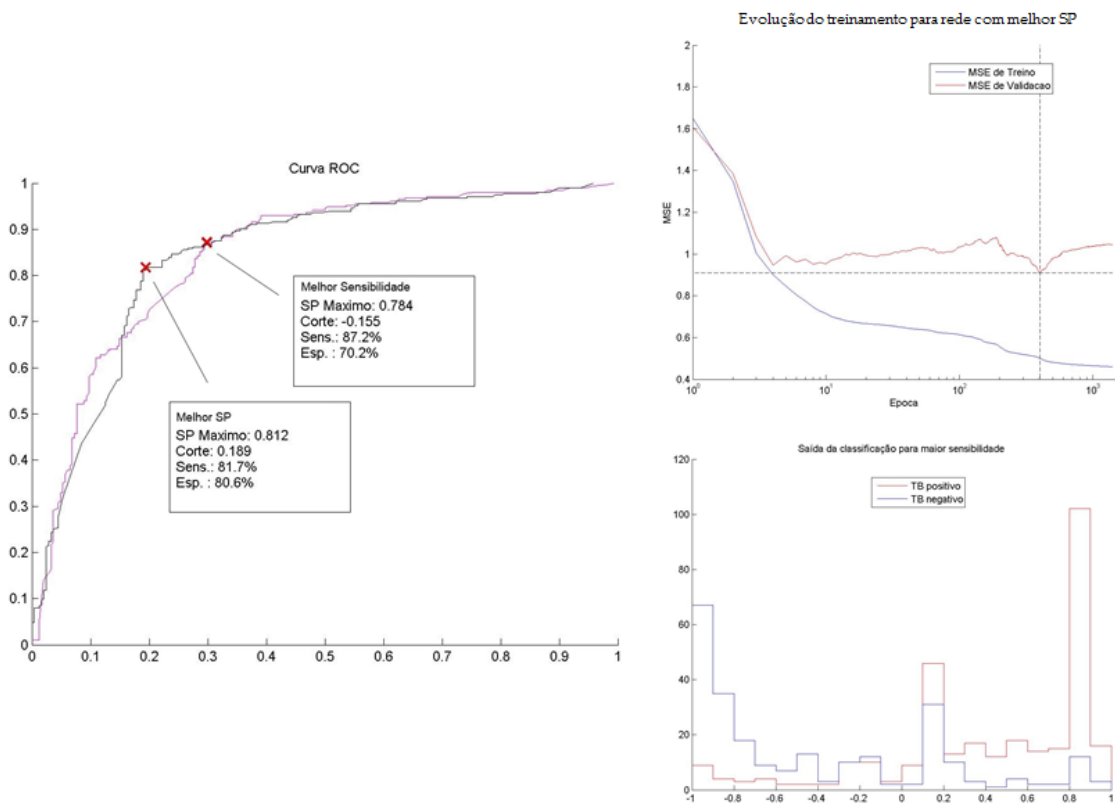 Curva ROC
1
0.9
0.8
0.7
0.6
0.5
0.4
0.3
0.2
0.1
0
0 0.1 0.2 0.3 0.4 0.5 0.6 0.7 0.8 0.9 1
Melhor Sensibilidade
SP Maximo: 0.784
Corte: -0.155
Sens.: 87.2%
Esp. : 70.2%
Melhor SP
SP Maximo: 0.812
Corte: 0.189
Sens.: 81.7%
Esp. : 80.6%
Evolução do treinamento para rede com melhor SP
2
1.8
1.6
1.4
1.2
1
0.8
0.6
0.4
MSE
MSE de Treino
MSE de Validacao
10⁰ 10¹ 10² 10³
Epoca
Saída da classificação para maior sensibilidade
120
100
80
60
40
20
0
TB positivo
TB negativo
-1 -0.8 -0.6 -0.4 -0.2 0 0.2 0.4 0.6 0.8 1